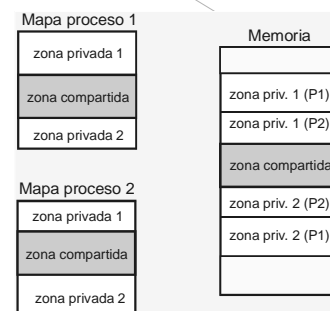 Mapa proceso 1
zona privada 1
zona compartida
zona privada 2
Mapa proceso 2
zona privada 1
zona compartida
zona privada 2
Memoria
zona priv. 1 (P1)
zona priv. 1 (P2)
zona compartida
zona priv. 2 (P2)
zona priv. 2 (P1)